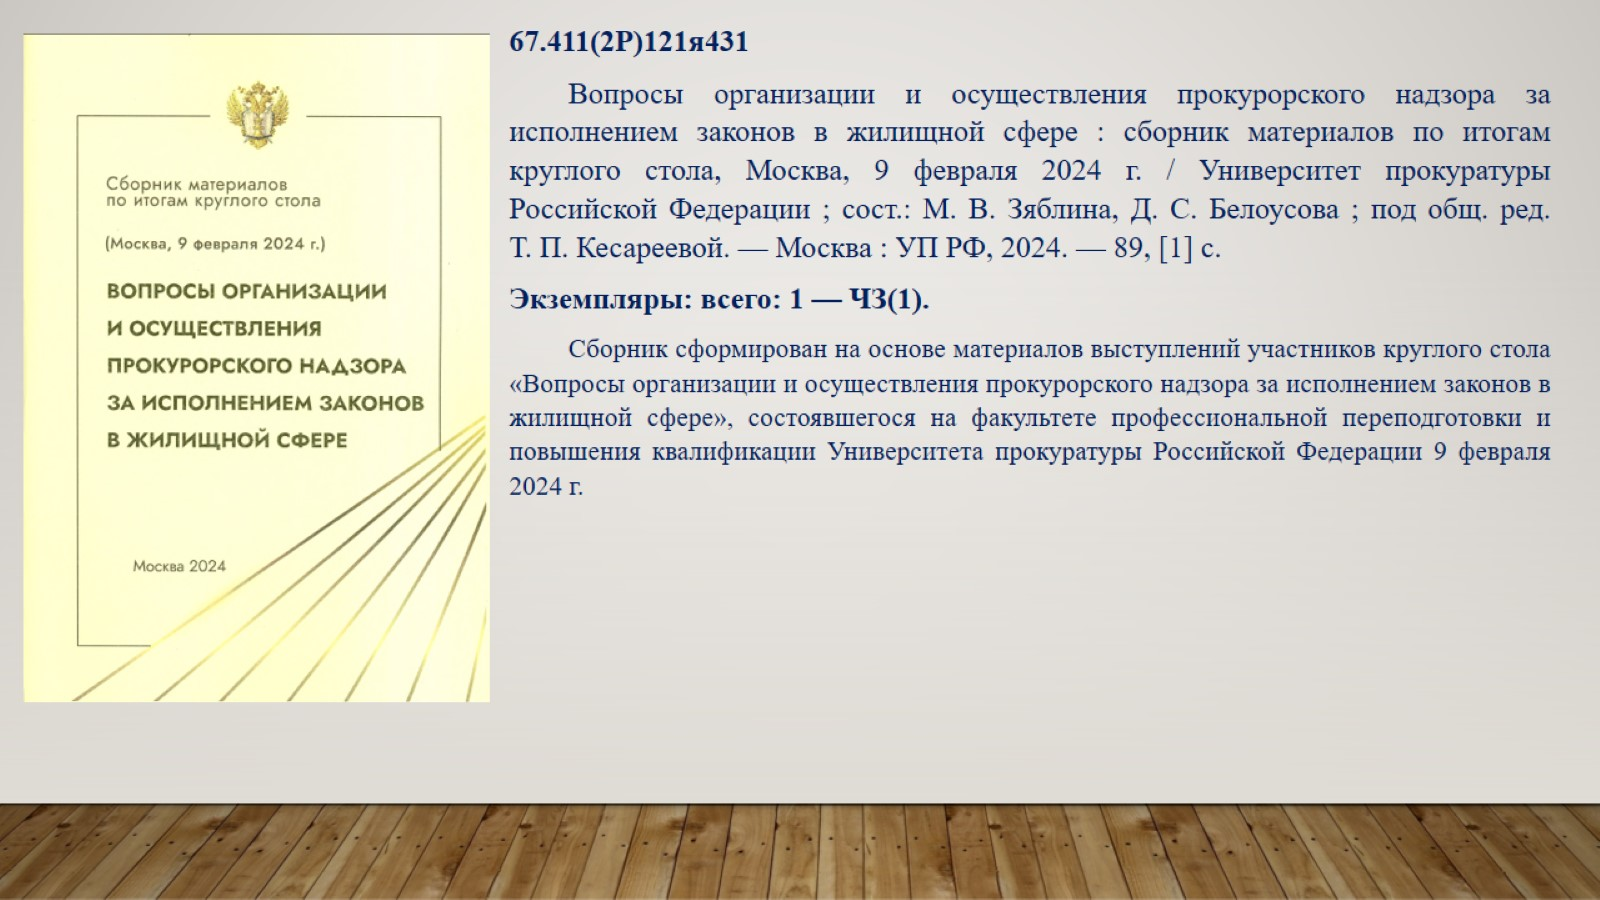 Сборник материалов
по итогам круглого стола
(Москва, 9 февраля 2024 г.)
ВОПРОСЫ ОРГАНИЗАЦИИ
И ОСУЩЕСТВЛЕНИЯ
ПРОКУРОРСКОГО НАДЗОРА
ЗА ИСПОЛНЕНИЕМ ЗАКОНОВ
В ЖИЛИЩНОЙ СФЕРЕ
Москва 2024
67.411(2Р)121я431
Вопросы организации и осуществления прокурорского надзора за
исполнением законов в жилищной сфере : сборник материалов по итогам
круглого стола, Москва, 9 февраля 2024 г. / Университет прокуратуры
Российской Федерации ; сост.: М. В. Зяблина, Д. С. Белоусова ; под общ. ред.
Т. П. Кесареевой. — Москва : УП РФ, 2024. — 89, [1] с.
Экземпляры: всего: 1 — ЧЗ(1).
Сборник сформирован на основе материалов выступлений участников круглого стола
«Вопросы организации и осуществления прокурорского надзора за исполнением законов в
жилищной сфере», состоявшегося на факультете профессиональной переподготовки и
повышения квалификации Университета прокуратуры Российской Федерации 9 февраля
2024 г.